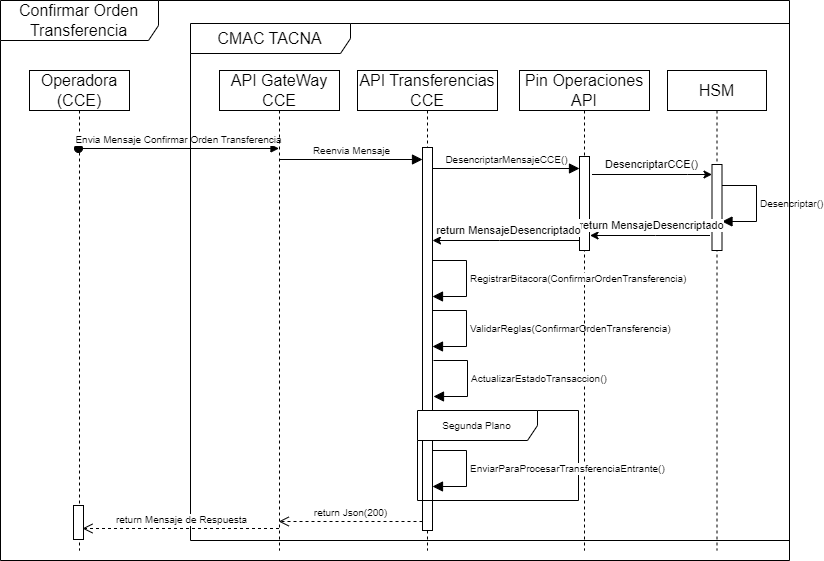 Confirmar Orden
Transferencia
CMAC TACNA
Operadora
(CCE)
API GateWay
CCE
API Transferencias
CCE
Pin Operaciones
API
HSM
Envia Mensaje Confirmar Orden Transferencia
Reenvia Mensaje
DesencriptarMensajeCCE()
DesencriptarCCE()
Desencriptar()
return MensajeDesencriptado
return MensajeDesencriptado
RegistrarBitacora(ConfirmarOrdenTransferencia)
ValidarReglas(ConfirmarOrdenTransferencia)
ActualizarEstadoTransaccion()
Segunda Plano
EnviarParaProcesarTransferenciaEntrante()
return Json(200)
return Mensaje de Respuesta